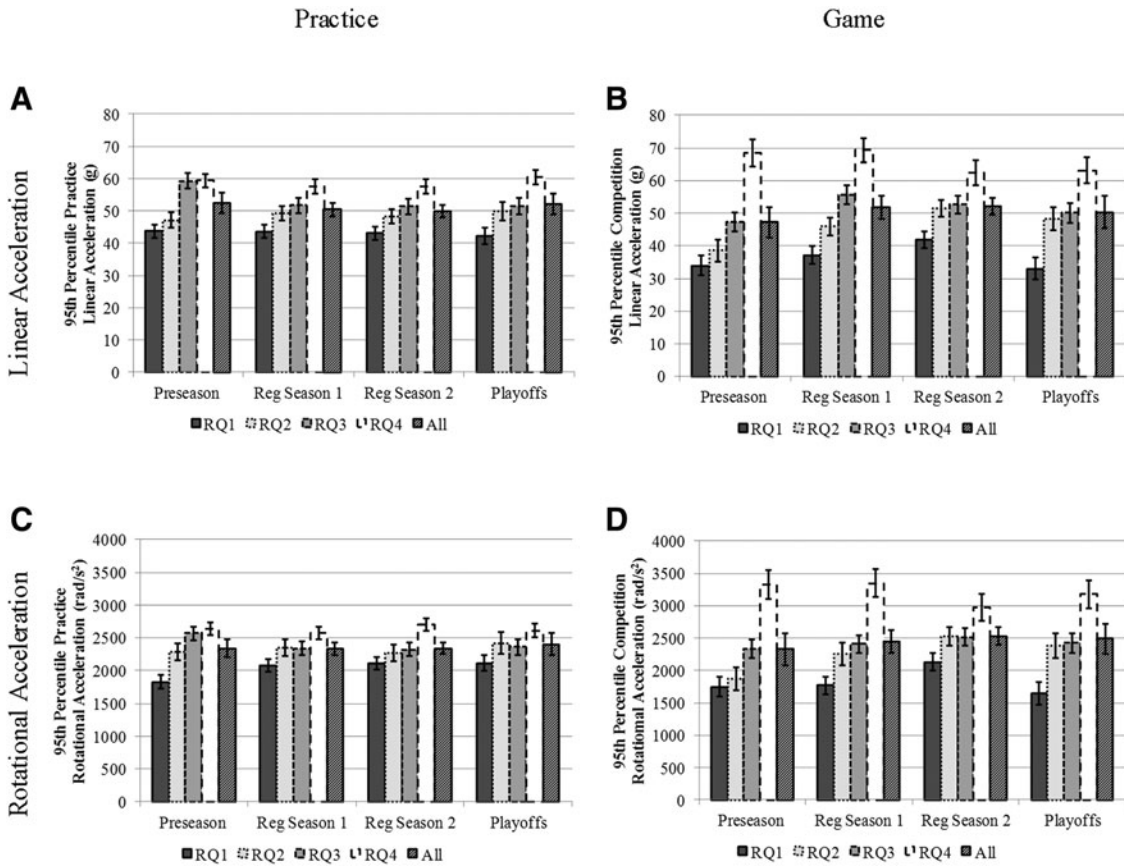 Practice
Game
A
Linear Acceleration
95th Percentile Practice
Linear Acceleration (g)
80
70
60
50
40
30
20
10
0
Preseason Reg Season 1 Reg Season 2 Playoffs
RQ1 RQ2 RQ3 RQ4 All
B
95th Percentile Competition
Linear Acceleration (g)
80
70
60
50
40
30
20
10
0
Preseason Reg Season 1 Reg Season 2 Playoffs
RQ1 RQ2 RQ3 RQ4 All
C
Rotational Acceleration
95th Percentile Practice
Rotational Acceleration (rad/s²)
4000
3500
3000
2500
2000
1500
1000
500
0
Preseason Reg Season 1 Reg Season 2 Playoffs
RQ1 RQ2 RQ3 RQ4 All
D
95th Percentile Competition
Rotatiomal Acceleration (rad/s²)
4000
3500
3000
2500
2000
1500
1000
500
0
Preseason Reg Season 1 Reg Season 2 Playoffs
RQ1 RQ2 RQ3 RQ4 All